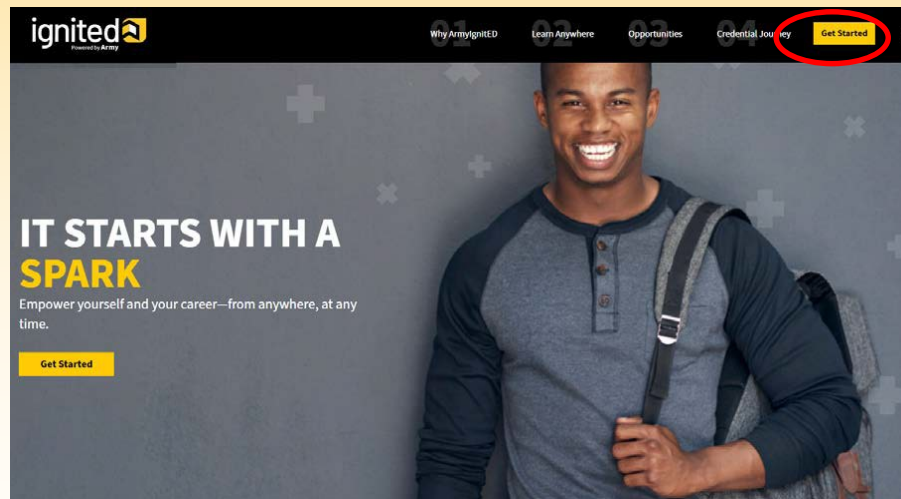 ignited
Powered by Army
01 02 03 04
Why ArmyIgnitED Learn Anywhere Opportunities Credential Journey Get Started
IT STARTS WITH A
SPARK
Empower yourself and your career—from anywhere, at any
time.
Get Started